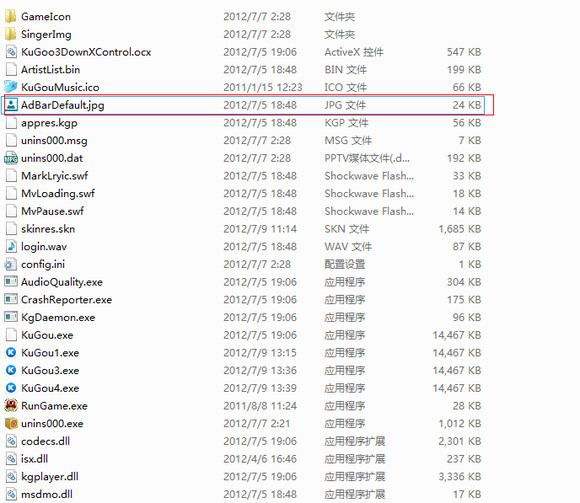 GameIcon 2012/7/7 2:28 文件夹
SingerImg 2012/7/7 2:28 文件夹
KuGoo3DownXControl.ocx 2012/7/5 19:06 ActiveX 控件 547 KB
ArtistList.bin 2012/7/5 18:48 BIN 文件 199 KB
KuGouMusic.ico 2011/1/15 12:23 ICO 文件 66 KB
AdBarDefault.jpg 2012/7/5 18:48 JPG 文件 24 KB
appres.kgp 2012/7/5 18:48 KGP 文件 56 KB
unins000.msg 2012/7/7 2:28 MSG 文件 7 KB
unins000.dat 2012/7/7 2:28 PPTV媒体文件(.d... 192 KB
MarkLryic.swf 2012/7/5 18:48 Shockwave Flash... 33 KB
MvLoading.swf 2012/7/5 18:48 Shockwave Flash... 18 KB
MvPause.swf 2012/7/5 18:48 Shockwave Flash... 14 KB
skinres.skn 2012/7/9 11:14 SKN 文件 1,685 KB
login.wav 2012/7/5 18:48 WAV 文件 87 KB
config.ini 2012/7/7 2:28 配置设置 1 KB
AudioQuality.exe 2012/7/5 19:06 应用程序 304 KB
CrashReporter.exe 2012/7/5 19:06 应用程序 175 KB
KgDaemon.exe 2012/7/5 19:06 应用程序 96 KB
KuGou.exe 2012/7/5 19:06 应用程序 14,467 KB
KuGou1.exe 2012/7/9 13:15 应用程序 14,467 KB
KuGou3.exe 2012/7/9 13:36 应用程序 14,467 KB
KuGou4.exe 2012/7/9 13:39 应用程序 14,467 KB
RunGame.exe 2011/8/8 11:24 应用程序 28 KB
unins000.exe 2012/7/7 2:21 应用程序 1,012 KB
codecs.dll 2012/7/5 19:06 应用程序扩展 2,301 KB
isx.dll 2012/4/6 16:46 应用程序扩展 237 KB
kgplayer.dll 2012/7/5 19:06 应用程序扩展 3,336 KB
msdmo.dll 2012/7/5 18:48 应用程序扩展 17 KB